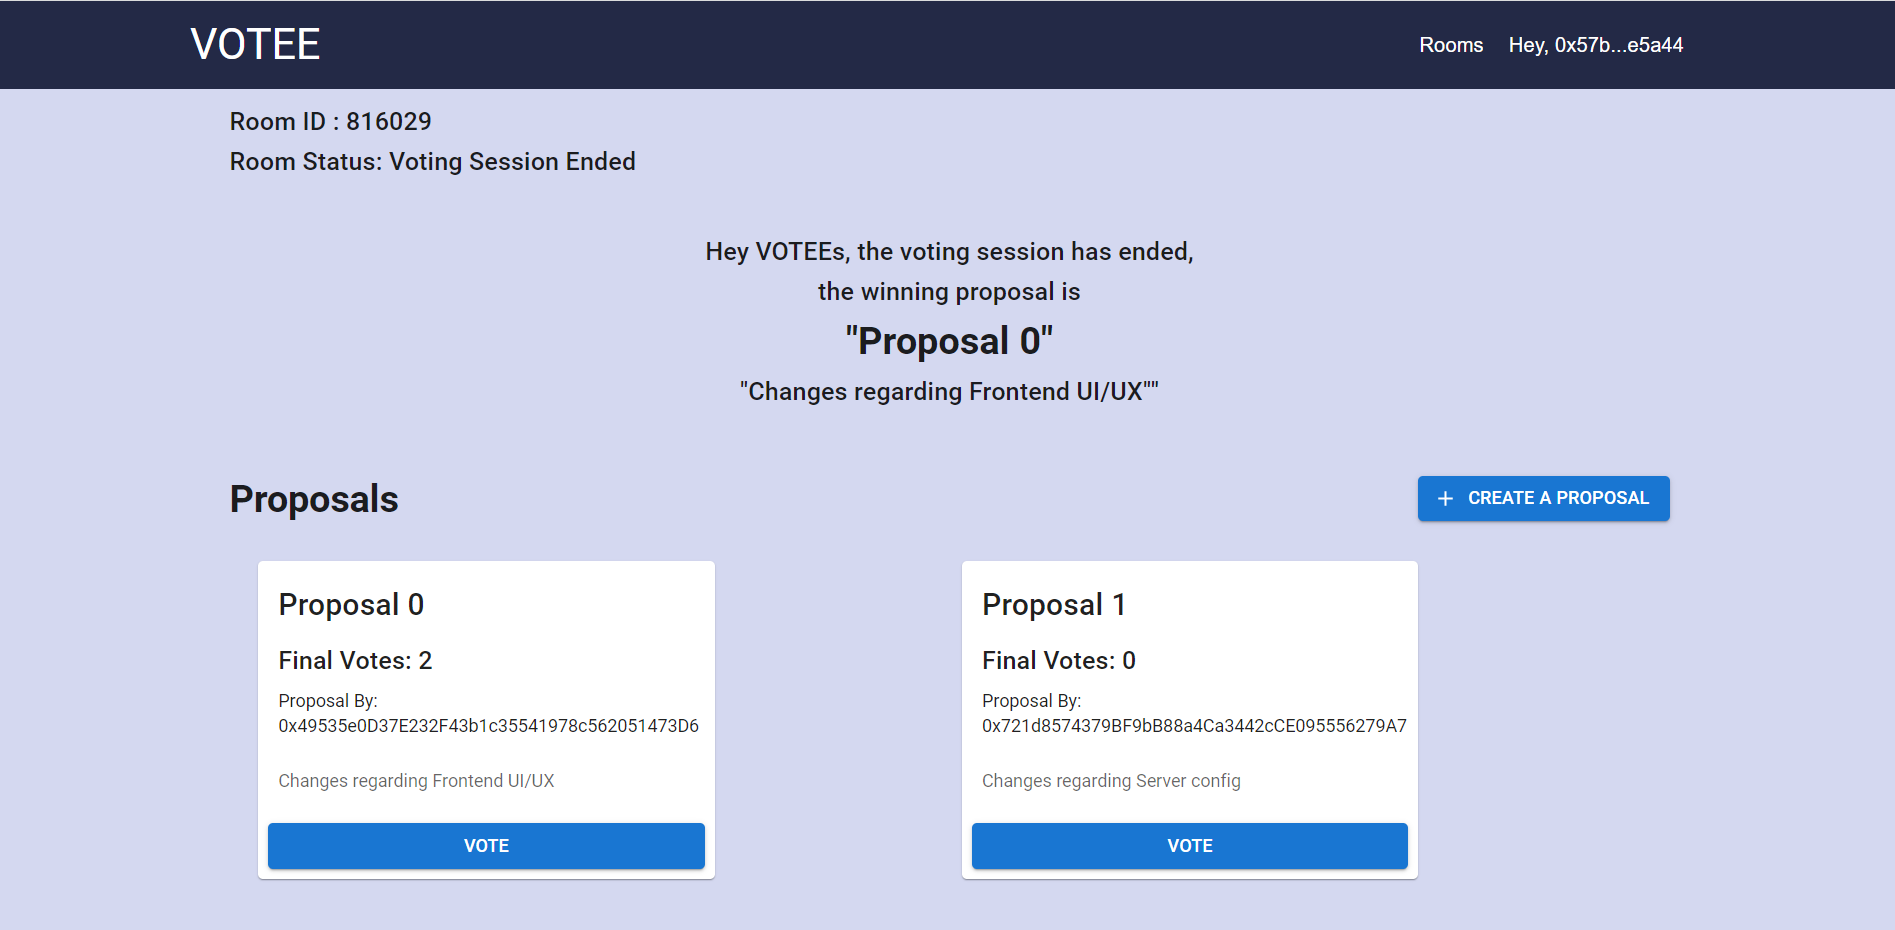 VOTEE
Rooms Hey, 0x57b...e5a44
Room ID : 816029
Room Status: Voting Session Ended
Hey VOTEEs, the voting session has ended,
the winning proposal is
"Proposal 0"
"Changes regarding Frontend UI/UX""
Proposals
+ CREATE A PROPOSAL
Proposal 0
Final Votes: 2
Proposal By:
0x49535e0D37E232F43b1c35541978c562051473D6
Changes regarding Frontend UI/UX
VOTE
Proposal 1
Final Votes: 0
Proposal By:
0x721d8574379BF9bB88a4Ca3442cCE095556279A7
Changes regarding Server config
VOTE